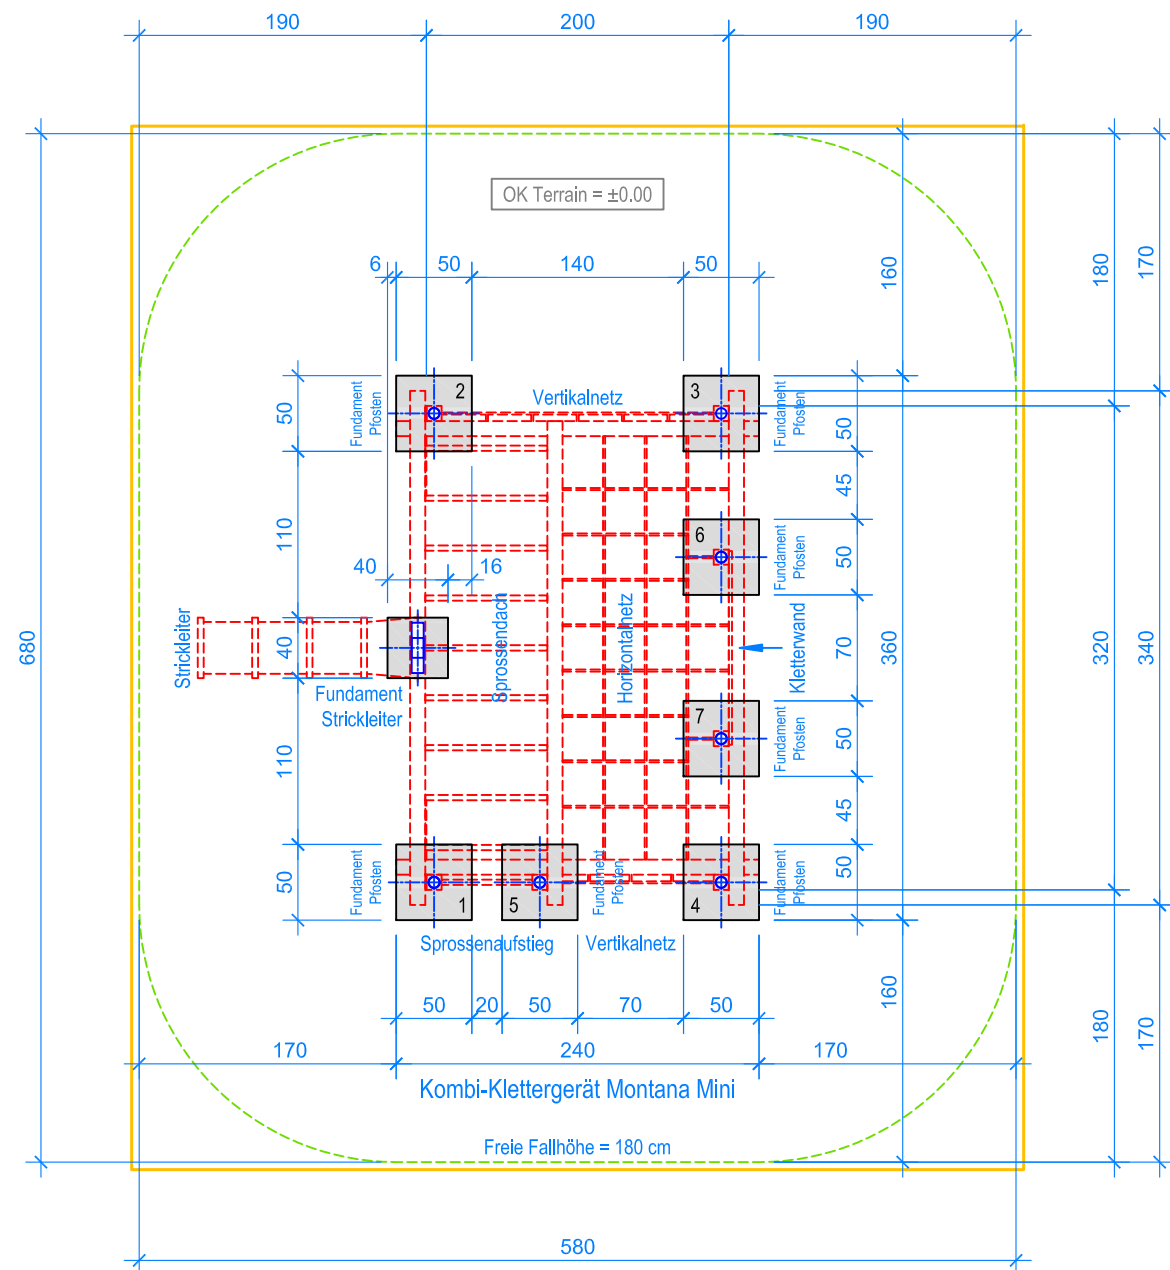 190
200
190
OK Terrain = ±0.00
6
50
140
50
160
180
170
2
3
Vertikalnetz
50
Fundament
Pfosten
Fundament
Pfosten
50
45
110
6
50
Fundament
Pfosten
40
16
680
Strickleiter
40
Sprossendach
Horizontalnetz
Kletterwand
70
360
320
340
Fundament
Strickleiter
7
50
Fundament
Pfosten
110
45
50
Fundament
Pfosten
Fundament
Pfosten
Fundament
Pfosten
50
1
5
4
Sprossenaufstieg
Vertikalnetz
50
20
50
70
50
160
180
170
170
240
170
Kombi-Klettergerät Montana Mini
Freie Fallhöhe = 180 cm
580